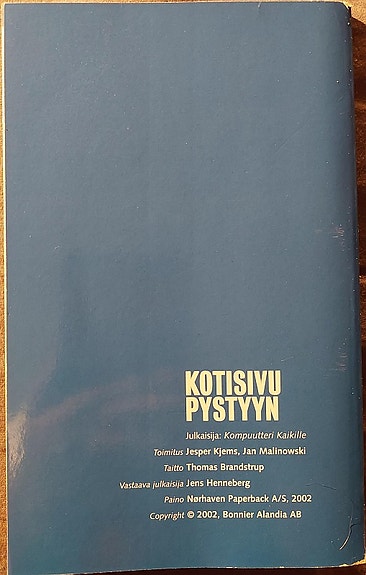 KOTISIVU
PYSTYYN
Julkaisija: Kompuutteri Kaikille
Toimitus Jesper Kjems, Jan Malinowski
Taitto Thomas Brandstrup
Vastaava julkaisija Jens Henneberg
Paino Nørhaven Paperback A/S, 2002
Copyright © 2002, Bonnier Alandia AB